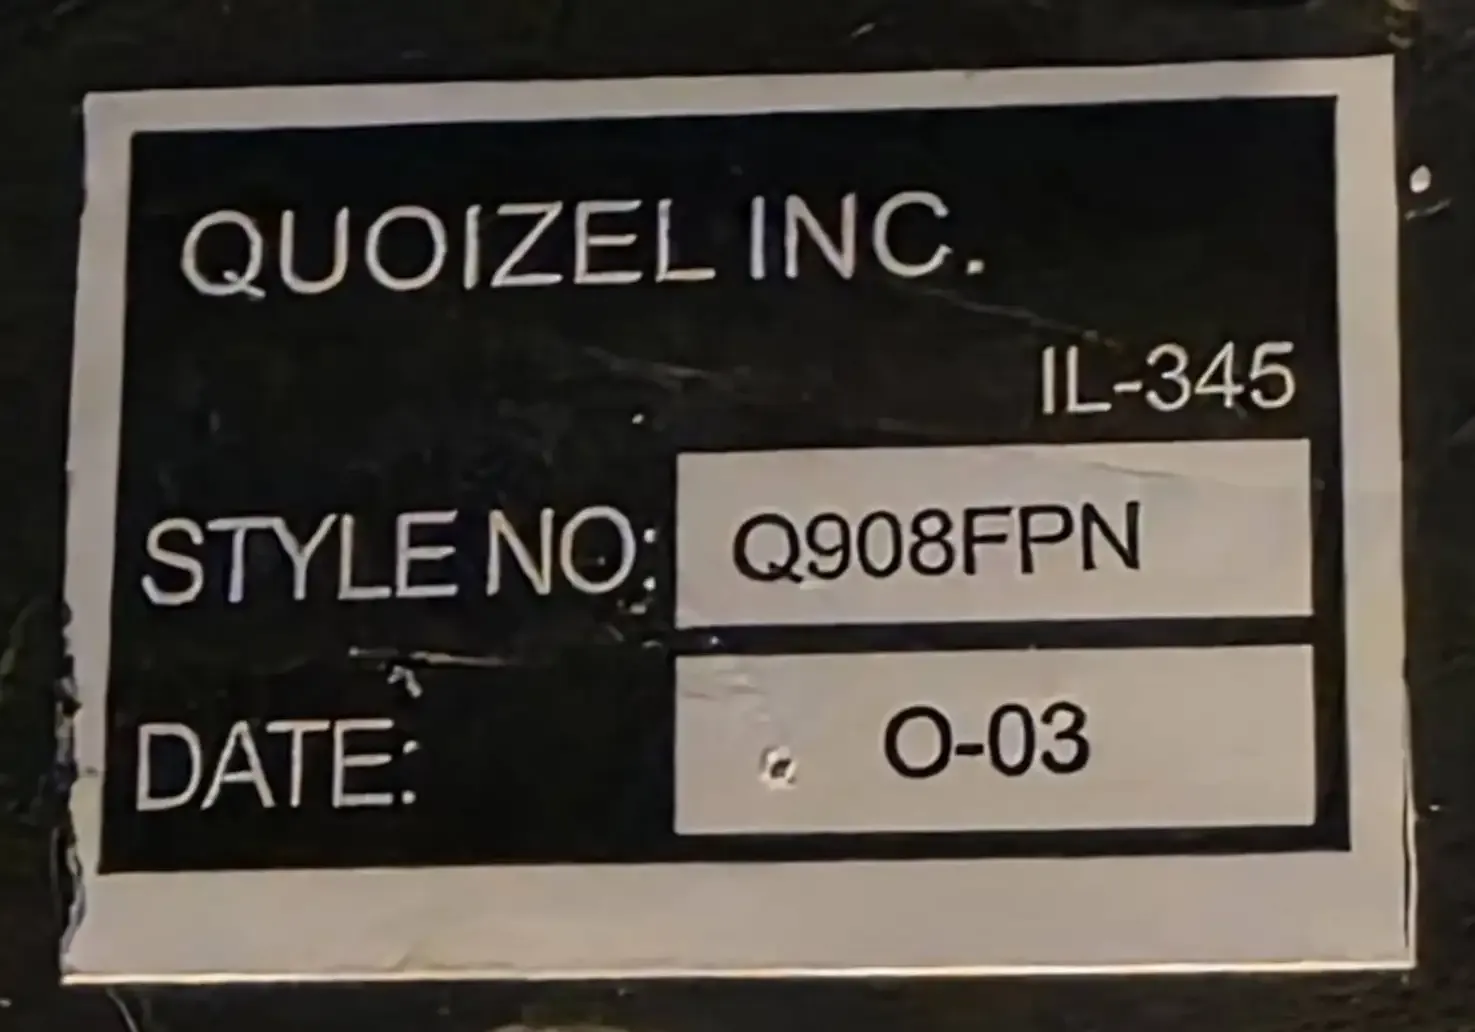 QUOIZEL INC.
IL-345
STYLE NO: Q908FPN
DATE: O-03